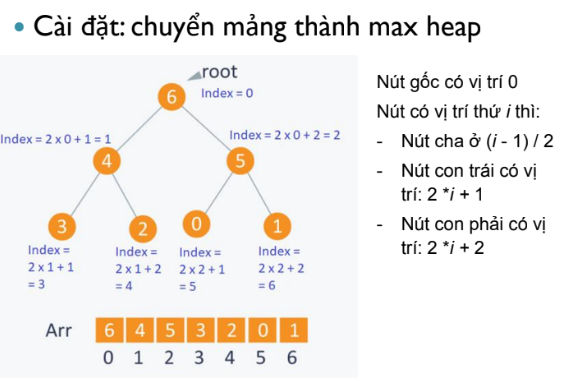 • Cài đặt: chuyển mảng thành max heap
root
6
Index = 0
Index = 2 x 0 + 1 = 1
Index = 2 x 0 + 2 = 2
4
5
3
2
0
1
Index =
2 x 1 + 1
= 3
Index =
2 x 1 + 2
= 4
Index =
2 x 2 + 1
= 5
Index =
2 x 2 + 2
= 6
Arr 6 4 5 3 2 0 1
0 1 2 3 4 5 6
Nút gốc có vị trí 0
Nút có vị trí thứ i thì:
- Nút cha ở (i - 1) / 2
- Nút con trái có vị
trí: 2 *i + 1
- Nút con phải có vị
trí: 2 *i + 2